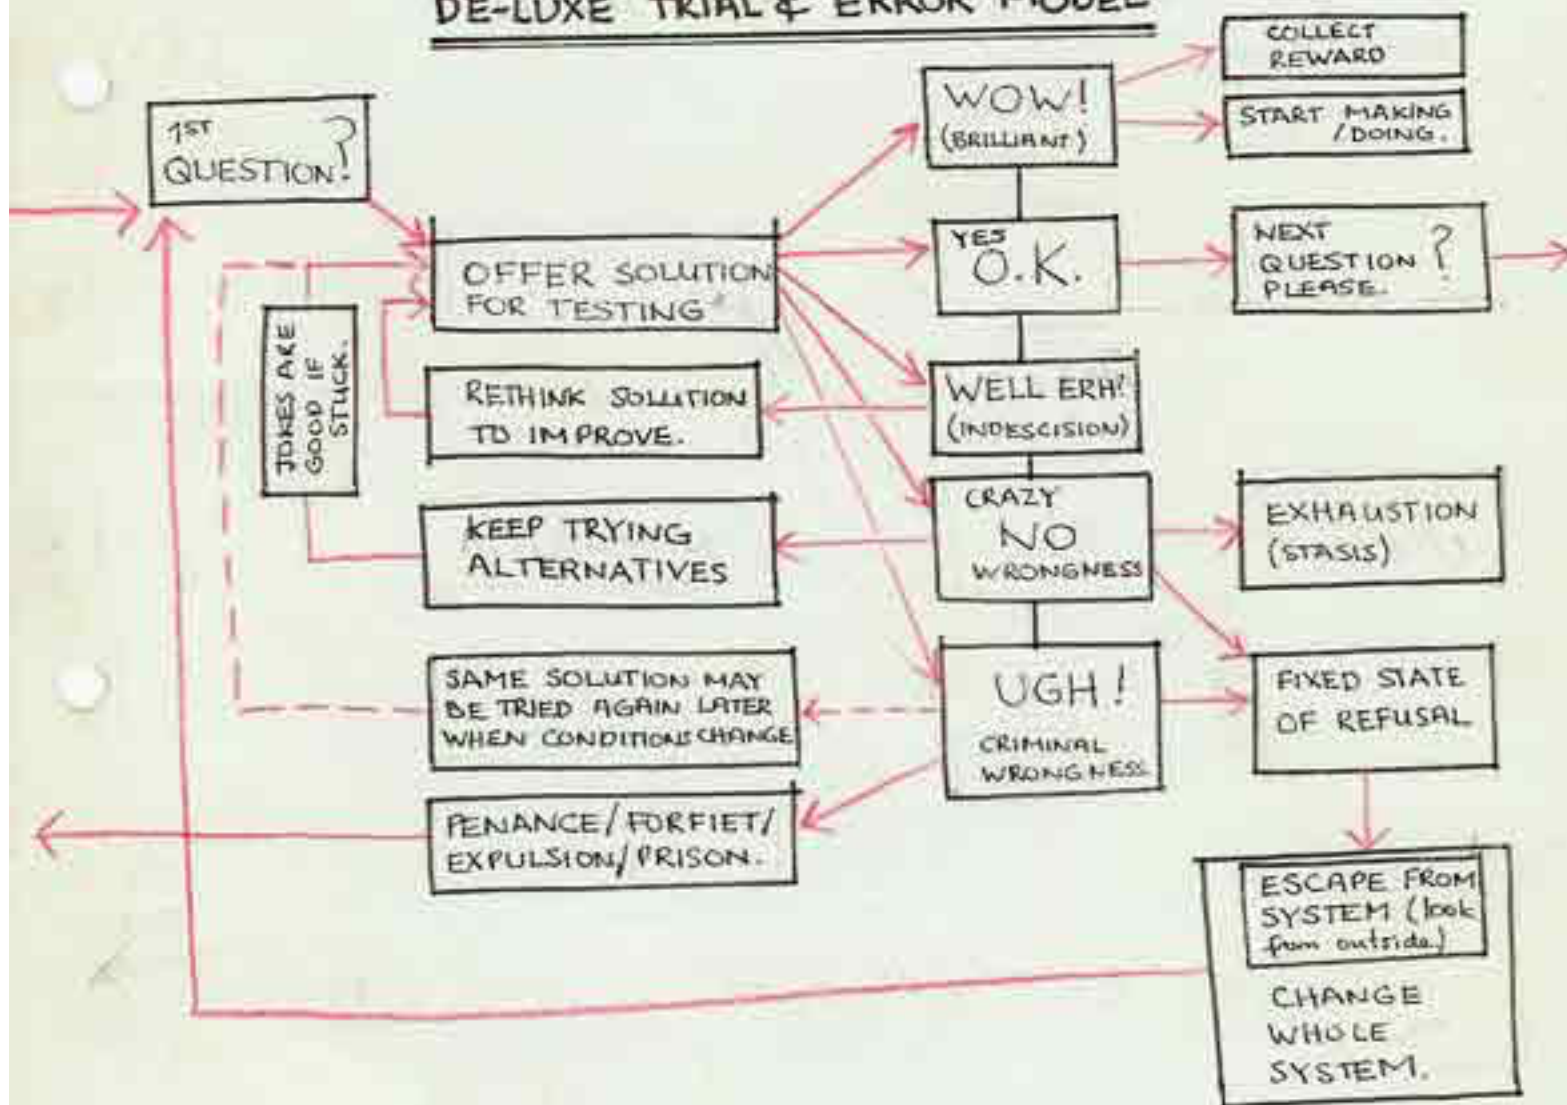 DE-LUXE TRIAL & ERROR MODEL
COLLECT
REWARD
WOW!
(BRILLIANT)
START MAKING
/DOING.
1ST
QUESTION?
OFFER SOLUTION
FOR TESTING
YES
O.K.
NEXT
QUESTION ?
PLEASE.
JOKES ARE
GOOD IF
STUCK.
RETHINK SOLUTION
TO IMPROVE.
WELL ERH?
(INDESCISION)
KEEP TRYING
ALTERNATIVES
CRAZY
NO
WRONGNESS
EXHAUSTION
(STASIS)
SAME SOLUTION MAY
BE TRIED AGAIN LATER
WHEN CONDITIONS CHANGE
UGH!
CRIMINAL
WRONGNESS
FIXED STATE
OF REFUSAL
PENANCE/FORFIET/
EXPULSION/PRISON.
ESCAPE FROM
SYSTEM (look
from outside)
CHANGE
WHOLE
SYSTEM.